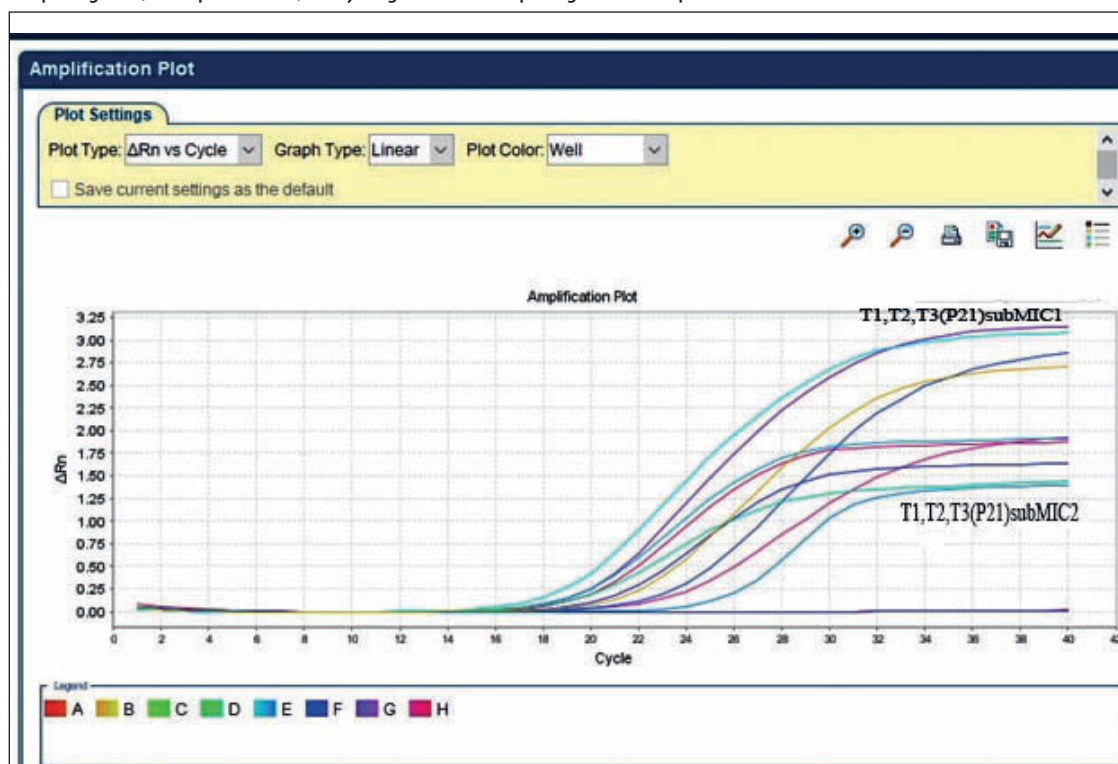 Amplification Plot
Plot Settings
Plot Type: ΔRn vs Cycle Graph Type: Linear Plot Color: Well
Save current settings as the default
Amplification Plot
T1,T2,T3(P21)subMIC1
T1,T2,T3(P21)subMIC2
ΔRn
3.25
3.00
2.75
2.50
2.25
2.00
1.75
1.50
1.25
1.00
0.75
0.50
0.25
0.00
0 2 4 6 8 10 12 14 16 18 20 22 24 26 28 30 32 34 36 38 40 42
Cycle
Legend
A B C D E F G H